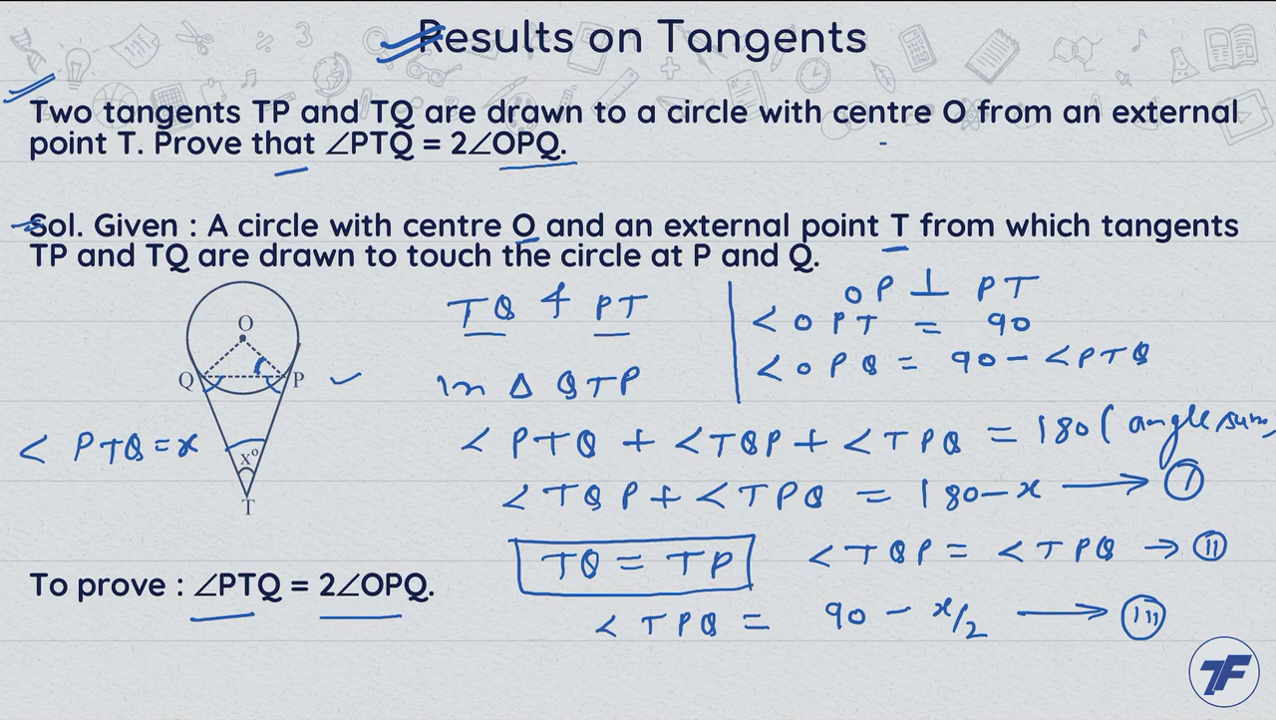 Results on Tangents
Two tangents TP and TQ are drawn to a circle with centre O from an external
point T. Prove that ∠PTQ = 2∠OPQ.
Sol. Given : A circle with centre O and an external point T from which tangents
TP and TQ are drawn to touch the circle at P and Q.
O
Q
P
x°
T
< PTQ = x
To prove : ∠PTQ = 2∠OPQ.
TQ & PT
In Δ QTP
OP ⊥ PT
< OPT = 90
< OPQ = 90 - <PTQ
< PTQ + <TQP + <TPQ = 180 (angle sum)
<TQP + <TPQ = 180 - x → (I)
TQ = TP
<TQP = <TPQ → (II)
<TPQ = 90 - x/2 → (III)
TF